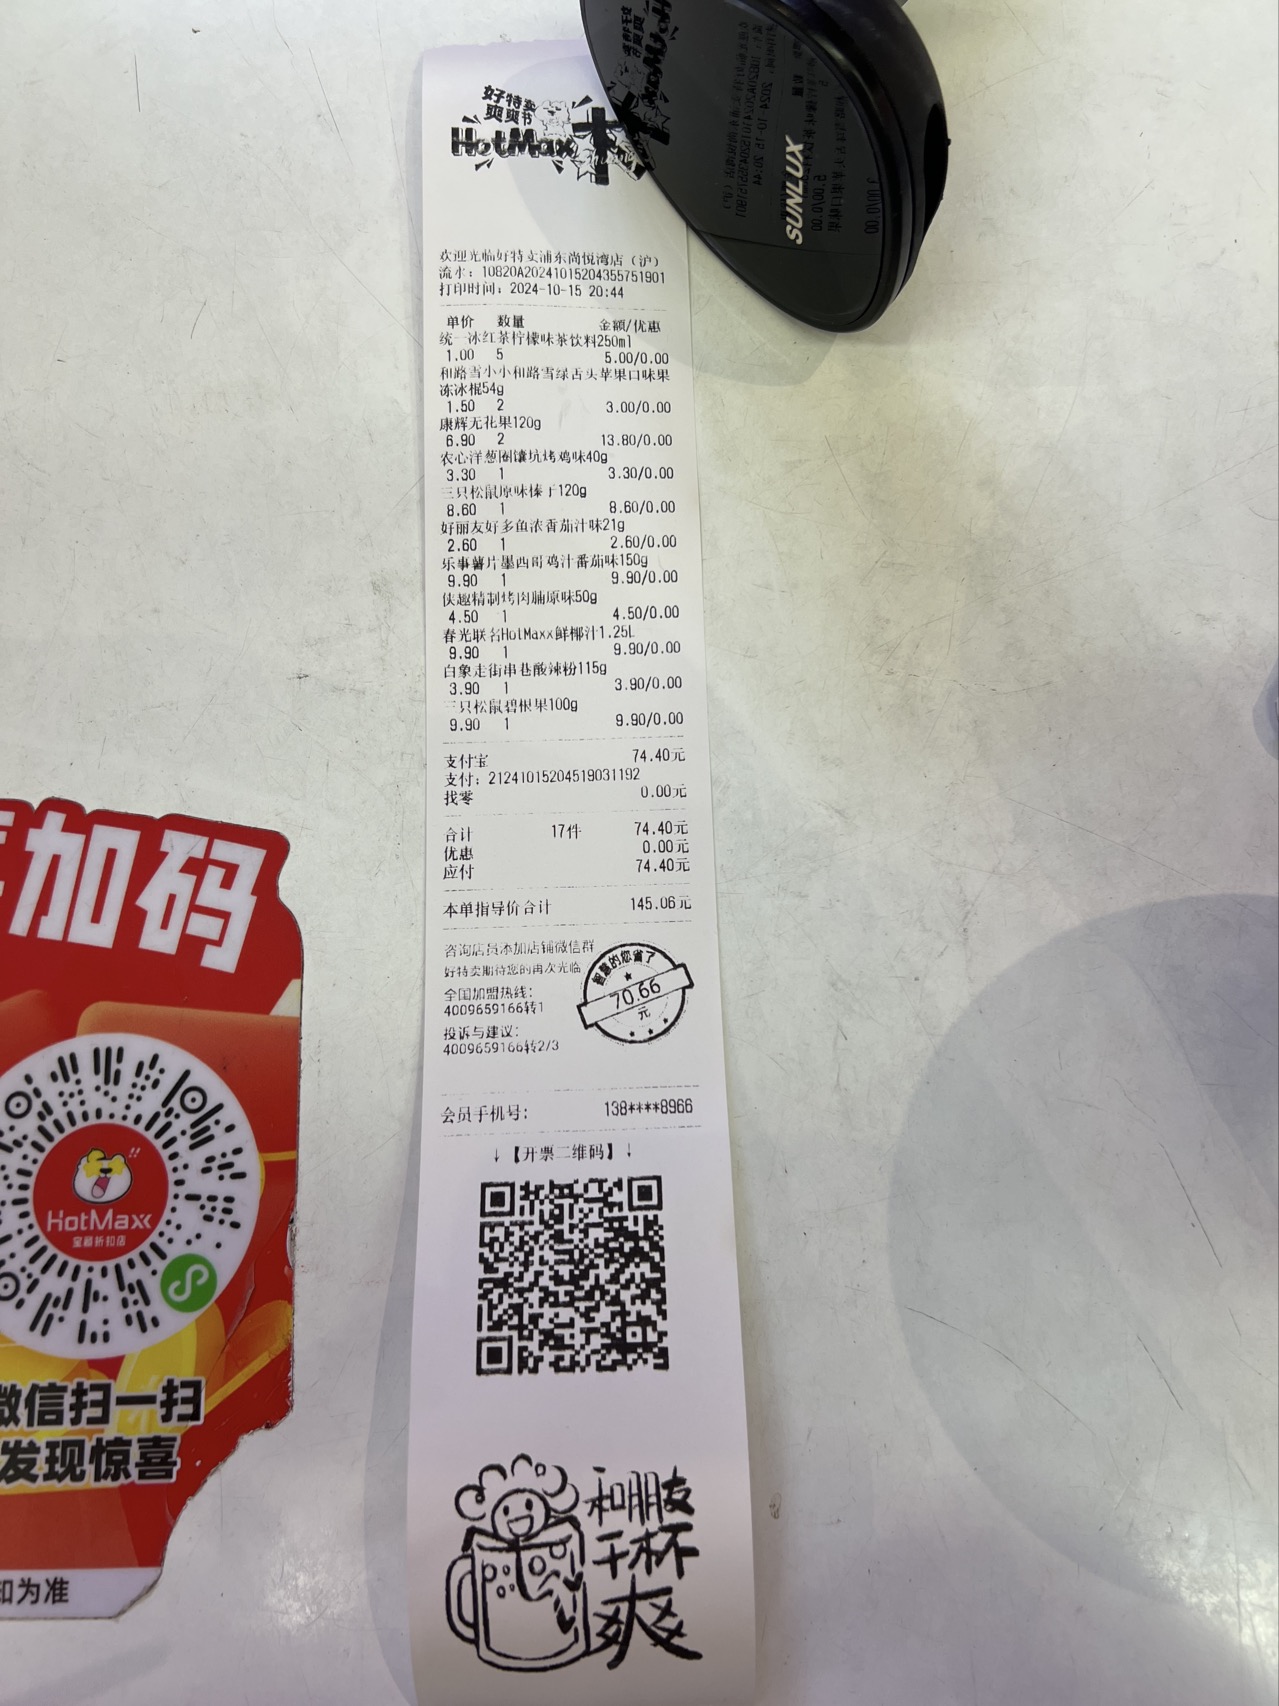 好特卖
爽爽节
HotMax
SUNLUX
欢迎光临好特卖浦东尚悦湾店（沪）
流水：10820A20241015204355751901
打印时间：2024-10-15 20:44
单价 数量 金额/优惠
统一冰红茶柠檬味茶饮料250ml
1.00 5 5.00/0.00
和路雪小小和路雪绿舌头苹果口味果
冻冰棍54g
1.50 2 3.00/0.00
康辉无花果120g
6.90 2 13.80/0.00
农心洋葱圈馕坑烤鸡味40g
3.30 1 3.30/0.00
三只松鼠原味榛子120g
8.60 1 8.60/0.00
好丽友好多鱼浓香茄汁味21g
2.60 1 2.60/0.00
乐事薯片墨西哥鸡汁番茄味150g
9.90 1 9.90/0.00
侠趣精制烤肉脯原味50g
4.50 1 4.50/0.00
春光联名HotMaxx鲜椰汁1.25L
9.90 1 9.90/0.00
白象走街串巷酸辣粉115g
3.90 1 3.90/0.00
三只松鼠碧根果100g
9.90 1 9.90/0.00
支付宝 74.40元
支付：21241015204519031192
找零 0.00元
合计 17件 74.40元
优惠 0.00元
应付 74.40元
本单指导价合计 145.06元
咨询店员添加店铺微信群
好特卖期待您的再次光临
全国加盟热线：
4009659166转1
投诉与建议：
4009659166转2/3
智慧的您省了
70.66
元
会员手机号： 138****8966
↓【开票二维码】↓
和朋友
干杯
爽
加码
HotMaxx
宝藏折扣店
微信扫一扫
发现惊喜
知为准